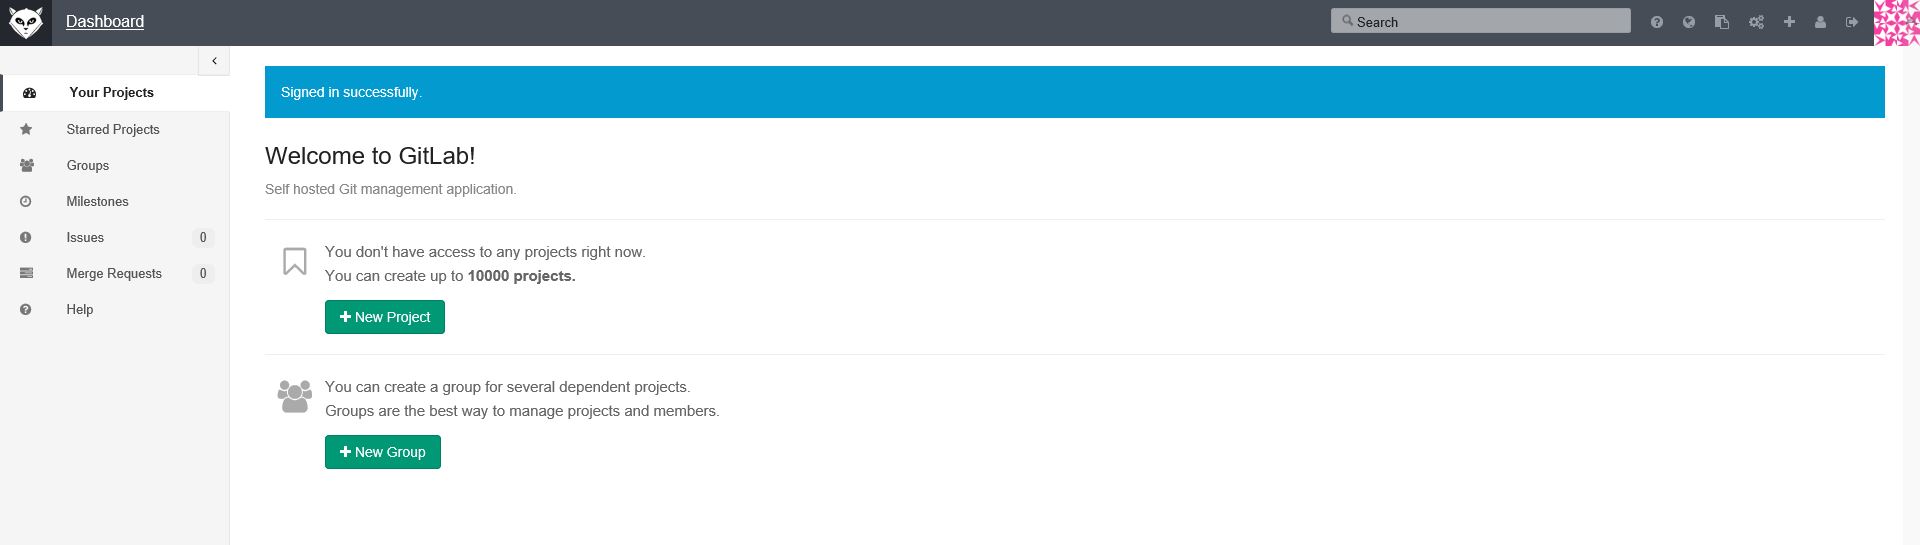 Dashboard
Search
Your Projects
Starred Projects
Groups
Milestones
Issues 0
Merge Requests 0
Help
Signed in successfully.
Welcome to GitLab!
Self hosted Git management application.
You don't have access to any projects right now.
You can create up to 10000 projects.
New Project
You can create a group for several dependent projects.
Groups are the best way to manage projects and members.
New Group